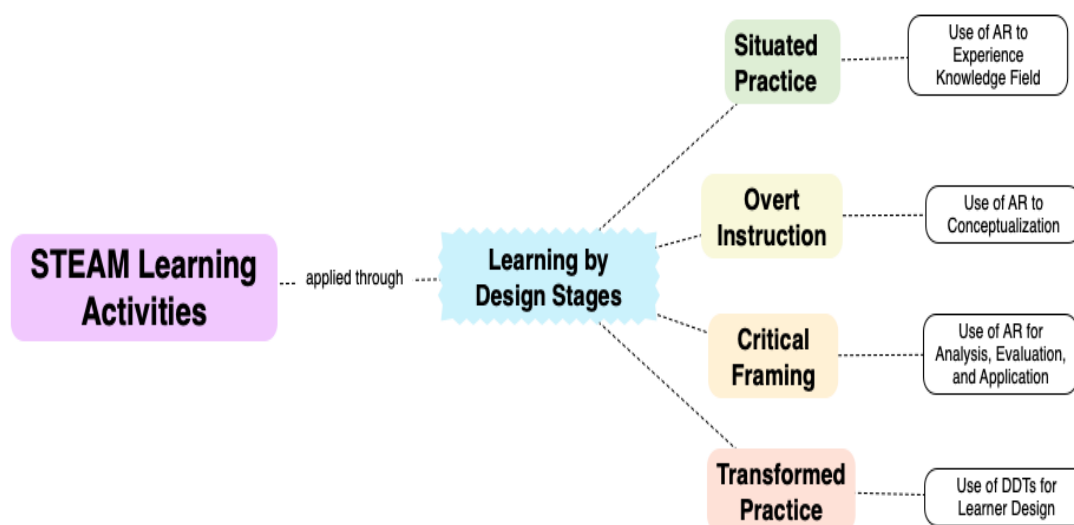 STEAM Learning
Activities
applied through
Learning by
Design Stages
Situated
Practice
Use of AR to
Experience
Knowledge Field
Overt
Instruction
Use of AR to
Conceptualization
Critical
Framing
Use of AR for
Analysis, Evaluation,
and Application
Transformed
Practice
Use of DDTs for
Learner Design